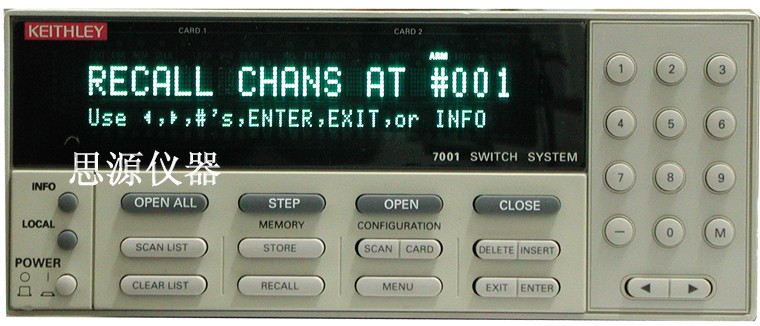 KEITHLEY
CARD 1 CARD 2
ARM
RECALL CHANS AT #001
Use ◀,▶,#'s,ENTER,EXIT,or INFO
7001 SWITCH SYSTEM
思源仪器
INFO
LOCAL
POWER
OPEN ALL STEP OPEN CLOSE
MEMORY CONFIGURATION
SCAN LIST STORE SCAN CARD DELETE INSERT
CLEAR LIST RECALL MENU EXIT ENTER
1 2 3
4 5 6
7 8 9
— 0 M
◀ ▶